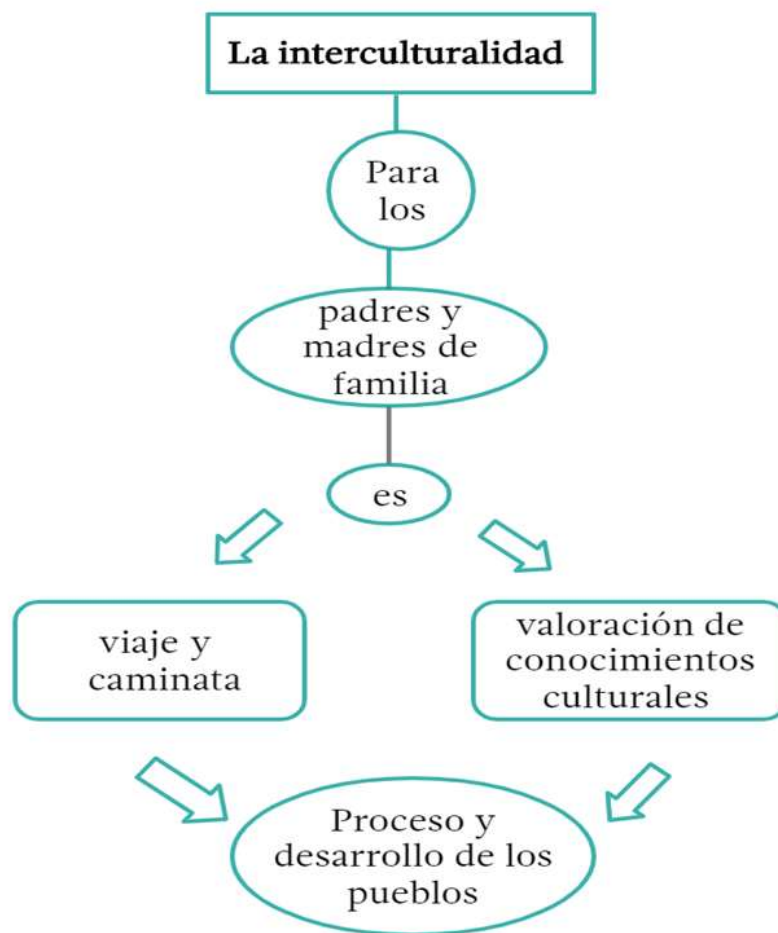 La interculturalidad
Para
los
padres y
madres de
familia
es
viaje y
caminata
valoración de
conocimientos
culturales
Proceso y
desarrollo de los
pueblos